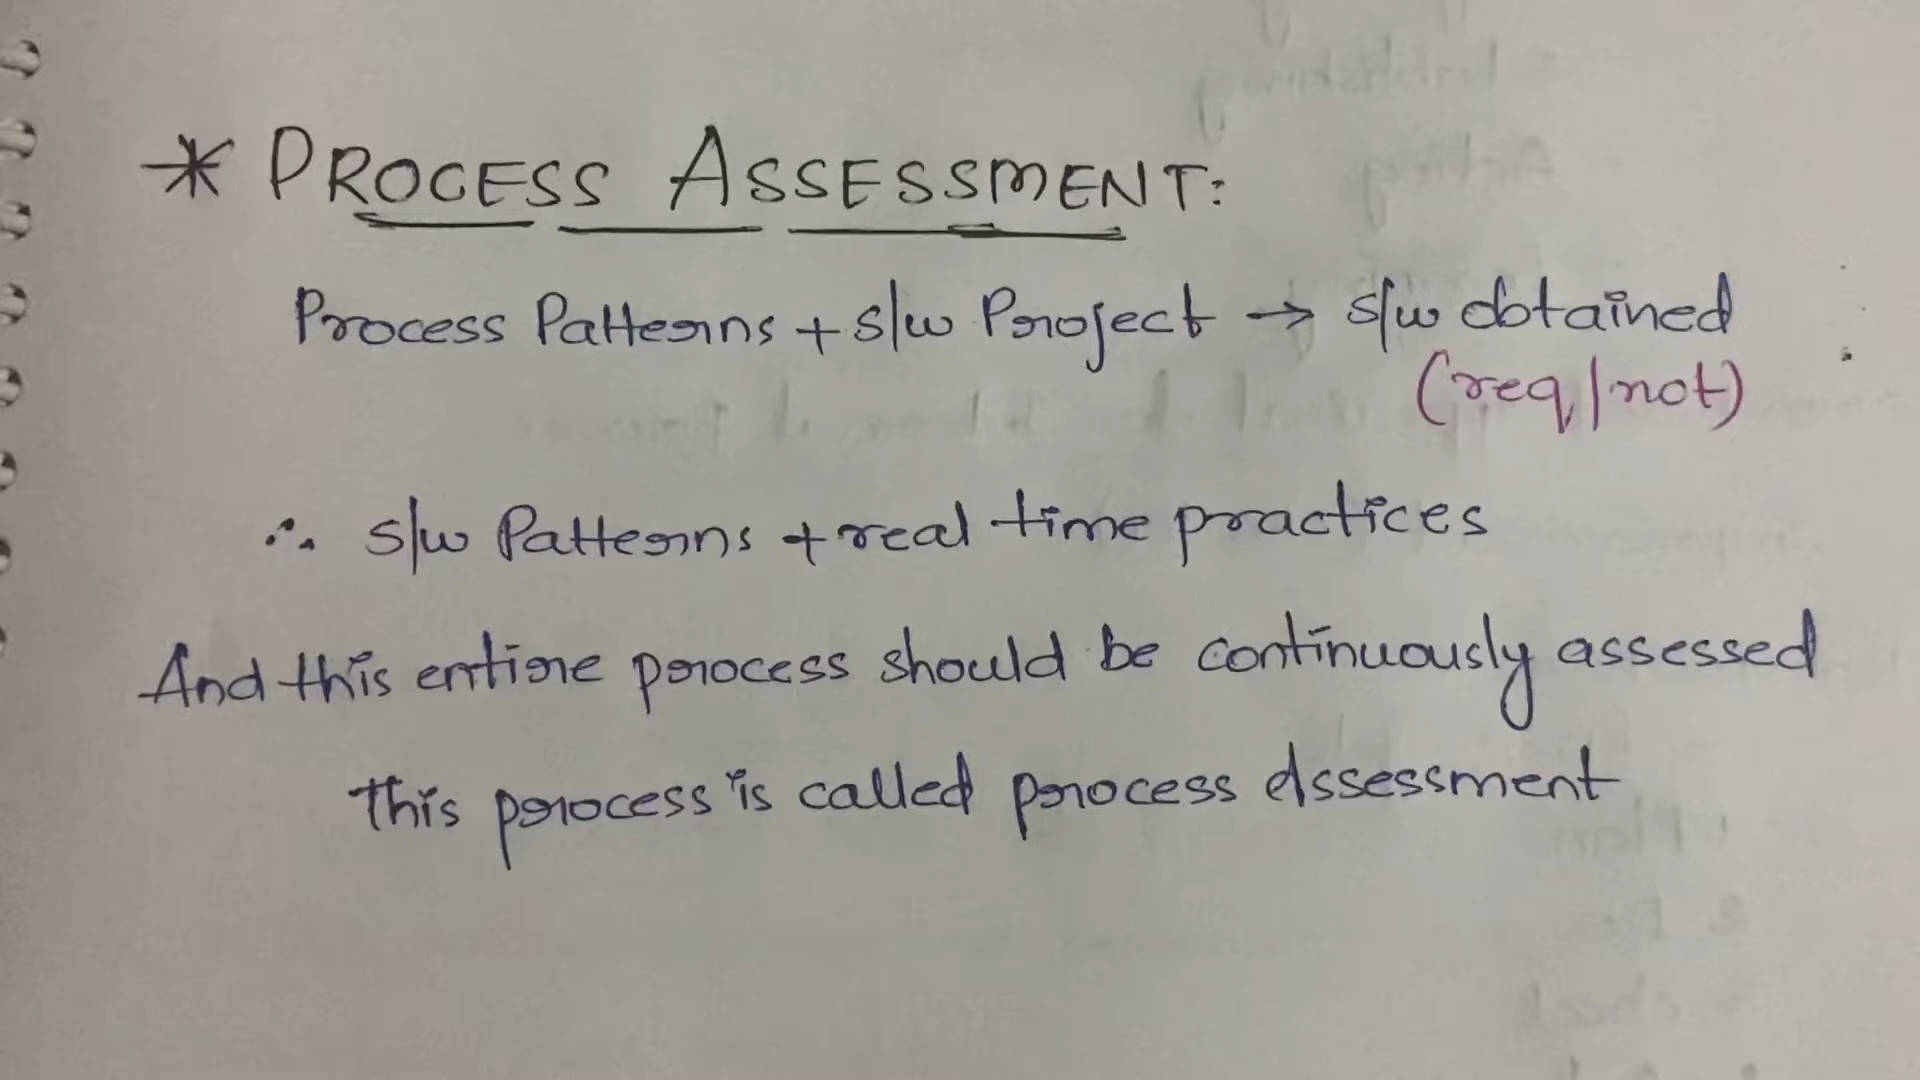 * PROCESS ASSESSMENT:
Process Patterns + s/w Project → s/w obtained
(req/not)
∴ s/w Patterns + real time practices
And this entire process should be continuously assessed
this process is called process Assessment